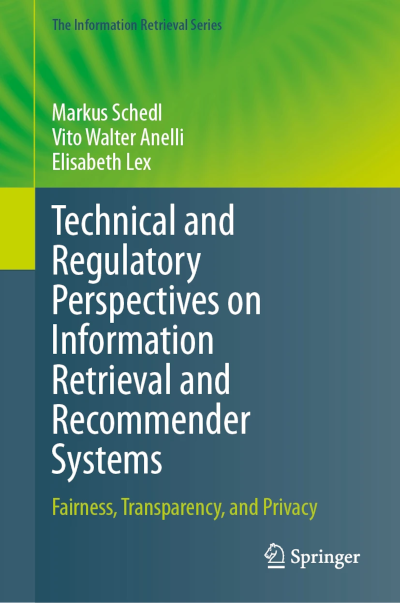 The Information Retrieval Series
Markus Schedl
Vito Walter Anelli
Elisabeth Lex
Technical and
Regulatory
Perspectives on
Information
Retrieval and
Recommender
Systems
Fairness, Transparency, and Privacy
Springer